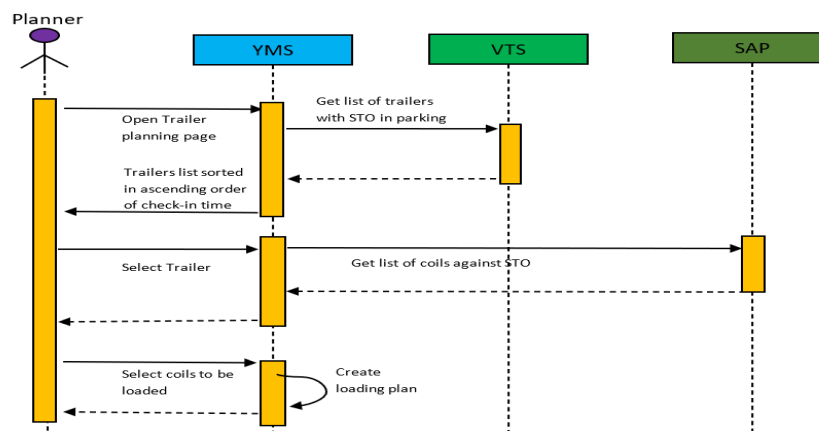 Planner
YMS
VTS
SAP
Open Trailer
planning page
Get list of trailers
with STO in parking
Trailers list sorted
in ascending order
of check-in time
Select Trailer
Get list of coils against STO
Select coils to be
loaded
Create
loading plan